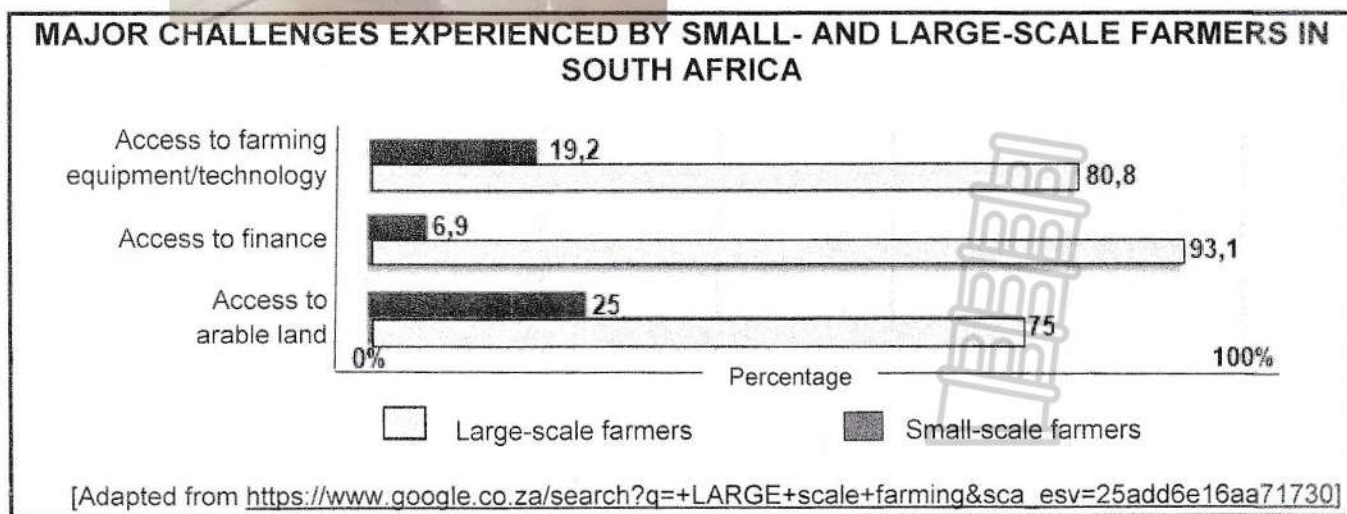 MAJOR CHALLENGES EXPERIENCED BY SMALL- AND LARGE-SCALE FARMERS IN
SOUTH AFRICA
Access to farming
equipment/technology
19,2
80,8
Access to finance
6,9
93,1
Access to
arable land
25
75
0%
100%
Percentage
Large-scale farmers
Small-scale farmers
[Adapted from https://www.google.co.za/search?q=+LARGE+scale+farming&sca_esv=25add6e16aa71730]